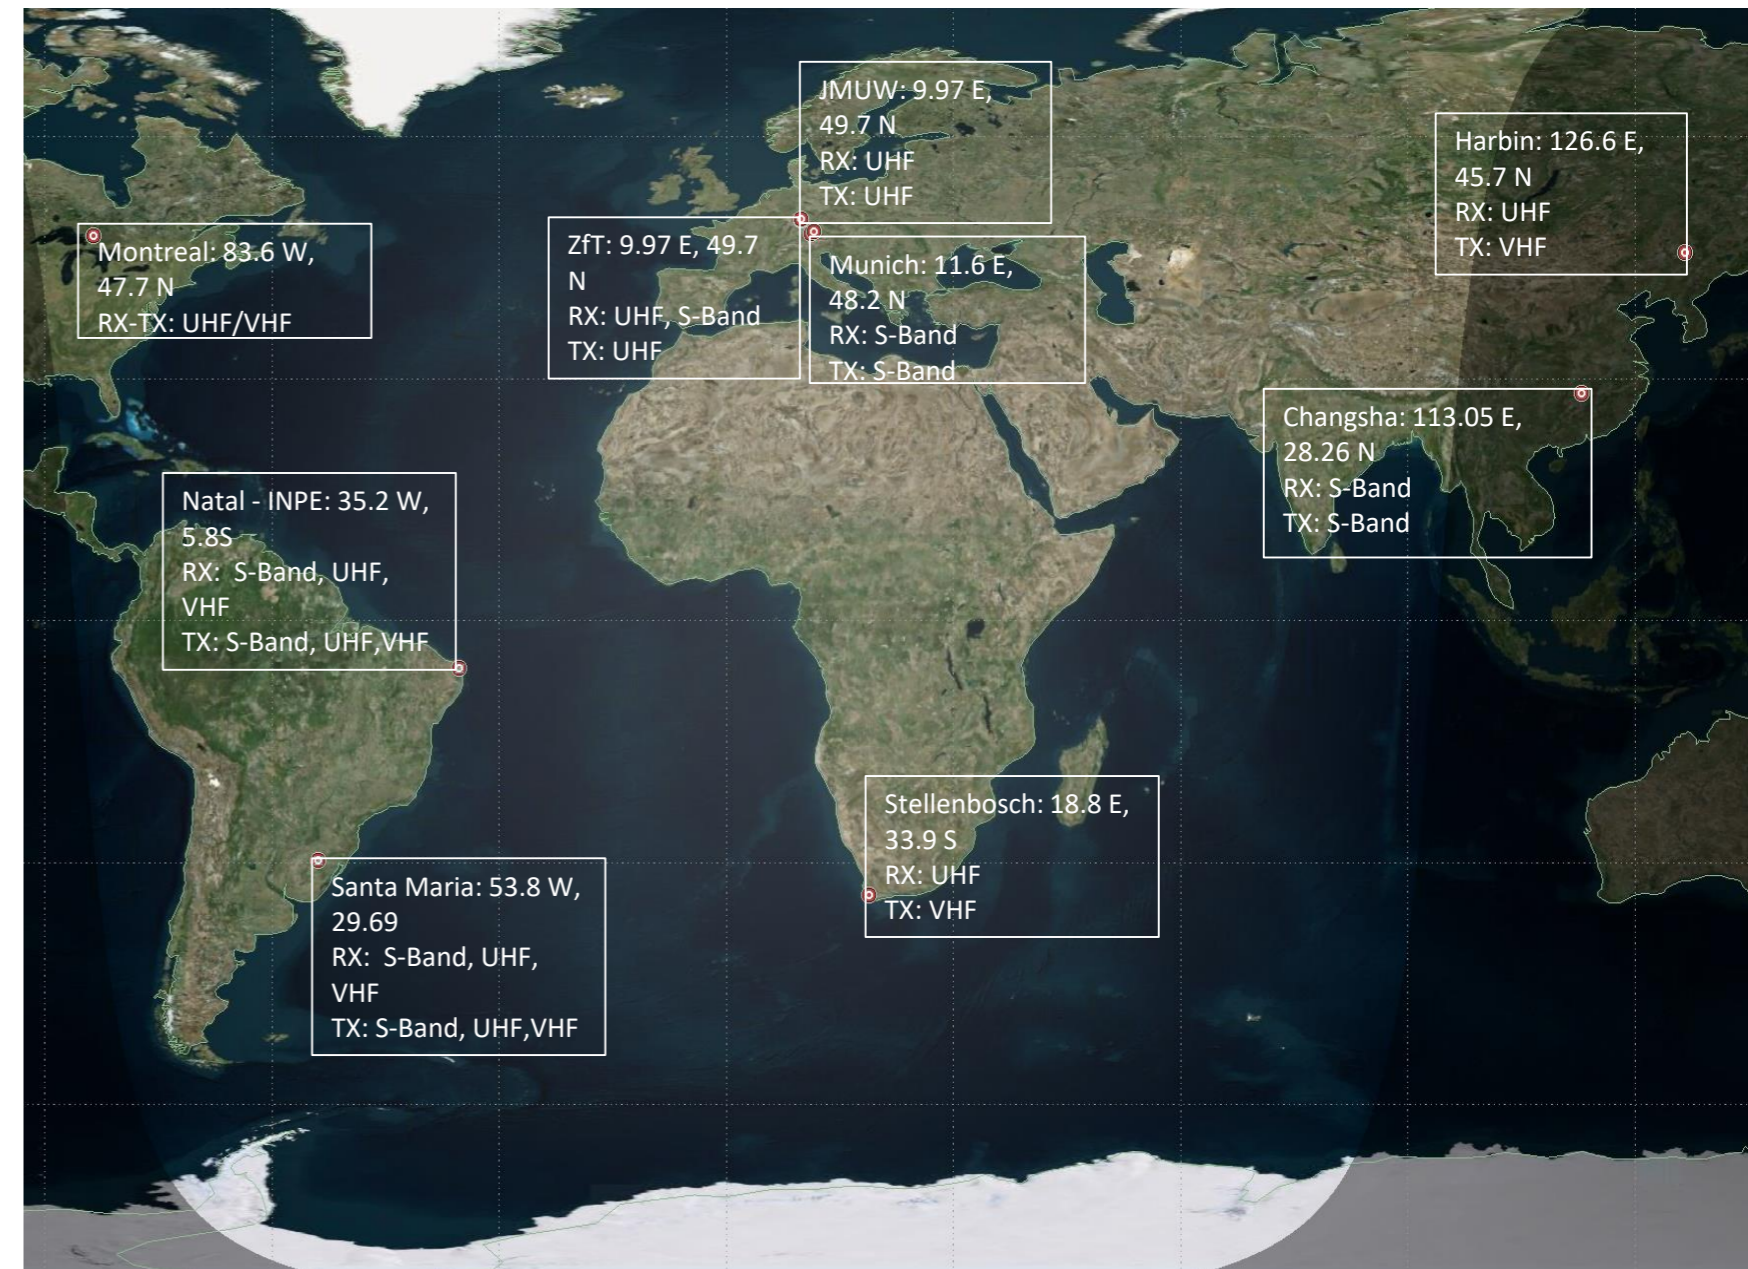 JMUW: 9.97 E,
49.7 N
RX: UHF
TX: UHF
Harbin: 126.6 E,
45.7 N
RX: UHF
TX: VHF
Montreal: 83.6 W,
47.7 N
RX-TX: UHF/VHF
ZfT: 9.97 E, 49.7
N
RX: UHF, S-Band
TX: UHF
Munich: 11.6 E,
48.2 N
RX: S-Band
TX: S-Band
Changsha: 113.05 E,
28.26 N
RX: S-Band
TX: S-Band
Natal - INPE: 35.2 W,
5.8S
RX:  S-Band, UHF,
VHF
TX: S-Band, UHF,VHF
Stellenbosch: 18.8 E,
33.9 S
RX: UHF
TX: VHF
Santa Maria: 53.8 W,
29.69
RX:  S-Band, UHF,
VHF
TX: S-Band, UHF,VHF